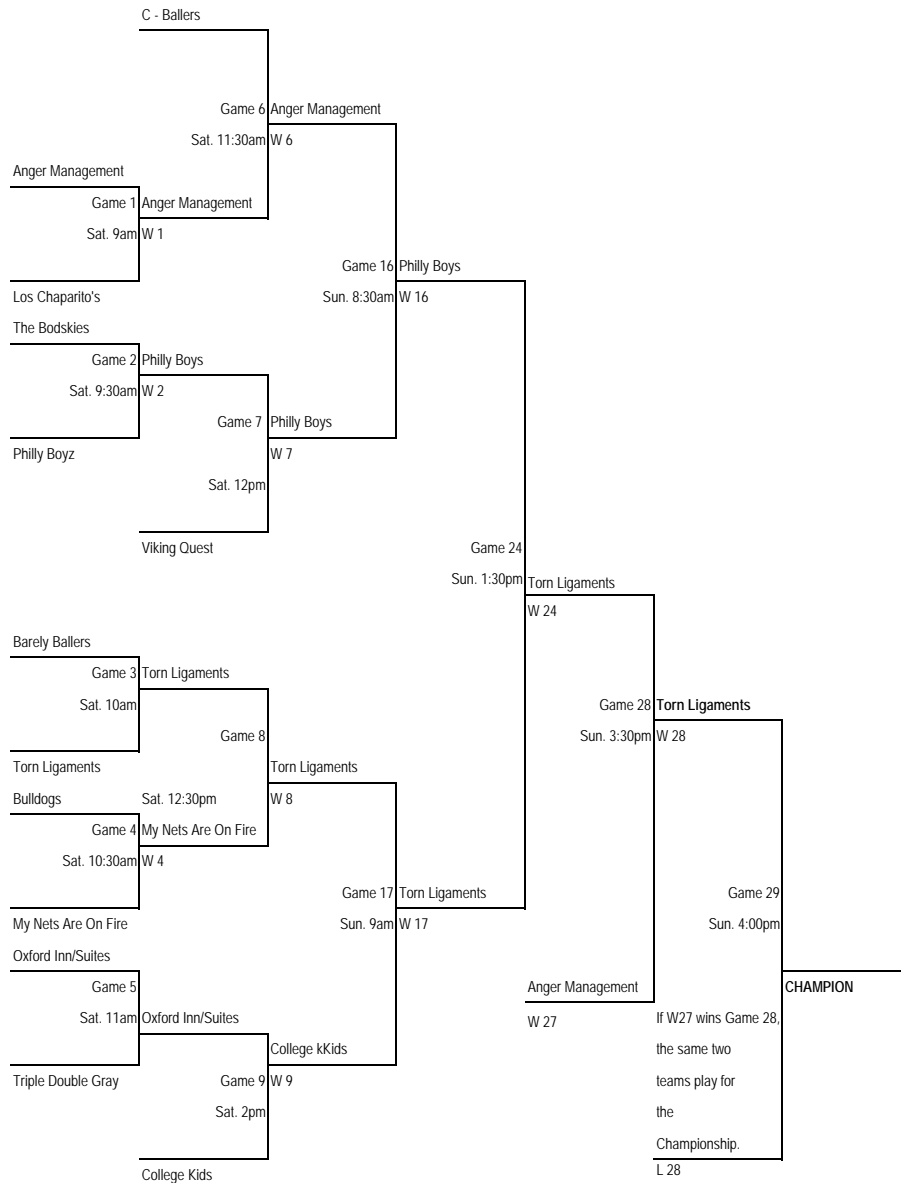 C - Ballers
Game 6 Anger Management
Sat. 11:30am W 6
Anger Management
Game 1 Anger Management
Sat. 9am W 1
Game 16 Philly Boys
Los Chaparito's
Sun. 8:30am W 16
The Bodskies
Game 2 Philly Boys
Sat. 9:30am W 2
Game 7 Philly Boys
Philly Boyz
W 7
Sat. 12pm
Viking Quest
Game 24
Sun. 1:30pm Torn Ligaments
W 24
Barely Ballers
Game 3 Torn Ligaments
Sat. 10am
Game 28 Torn Ligaments
Game 8
Sun. 3:30pm W 28
Torn Ligaments
Torn Ligaments
Bulldogs
Sat. 12:30pm
W 8
Game 4 My Nets Are On Fire
Sat. 10:30am W 4
Game 17 Torn Ligaments
Game 29
My Nets Are On Fire
Sun. 9am W 17
Sun. 4:00pm
Oxford Inn/Suites
Game 5
Anger Management
CHAMPION
Sat. 11am Oxford Inn/Suites
W 27
If W27 wins Game 28,
College kKids
the same two
Triple Double Gray
Game 9 W 9
teams play for
Sat. 2pm
the
Championship.
College Kids
L 28